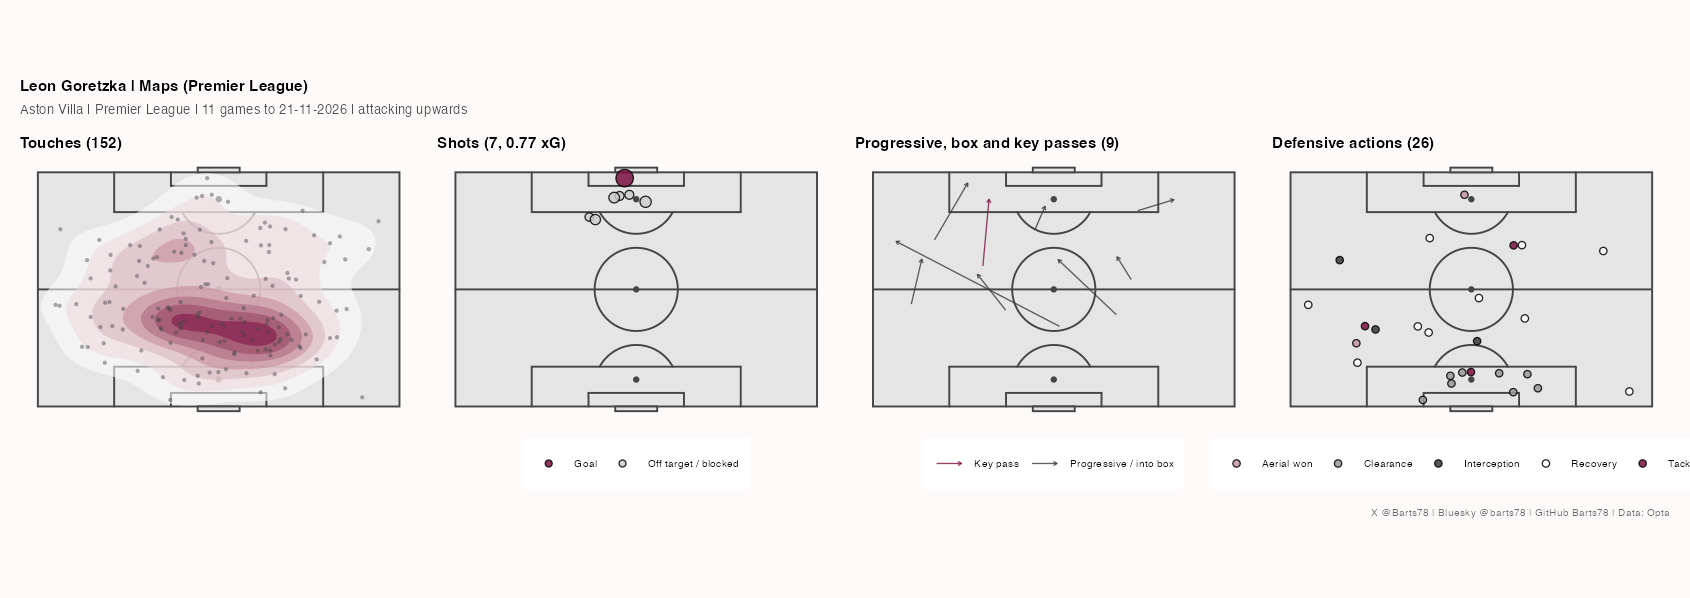 Leon Goretzka | Maps (Premier League)
Aston Villa | Premier League | 11 games to 21-11-2026 | attacking upwards
Touches (152)
Shots (7, 0.77 xG)
Progressive, box and key passes (9)
Defensive actions (26)
Goal
Off target / blocked
Key pass
Progressive / into box
Aerial won
Clearance
Interception
Recovery
Tack
X @Barts78 | Bluesky @barts78 | GitHub Barts78 | Data: Opta